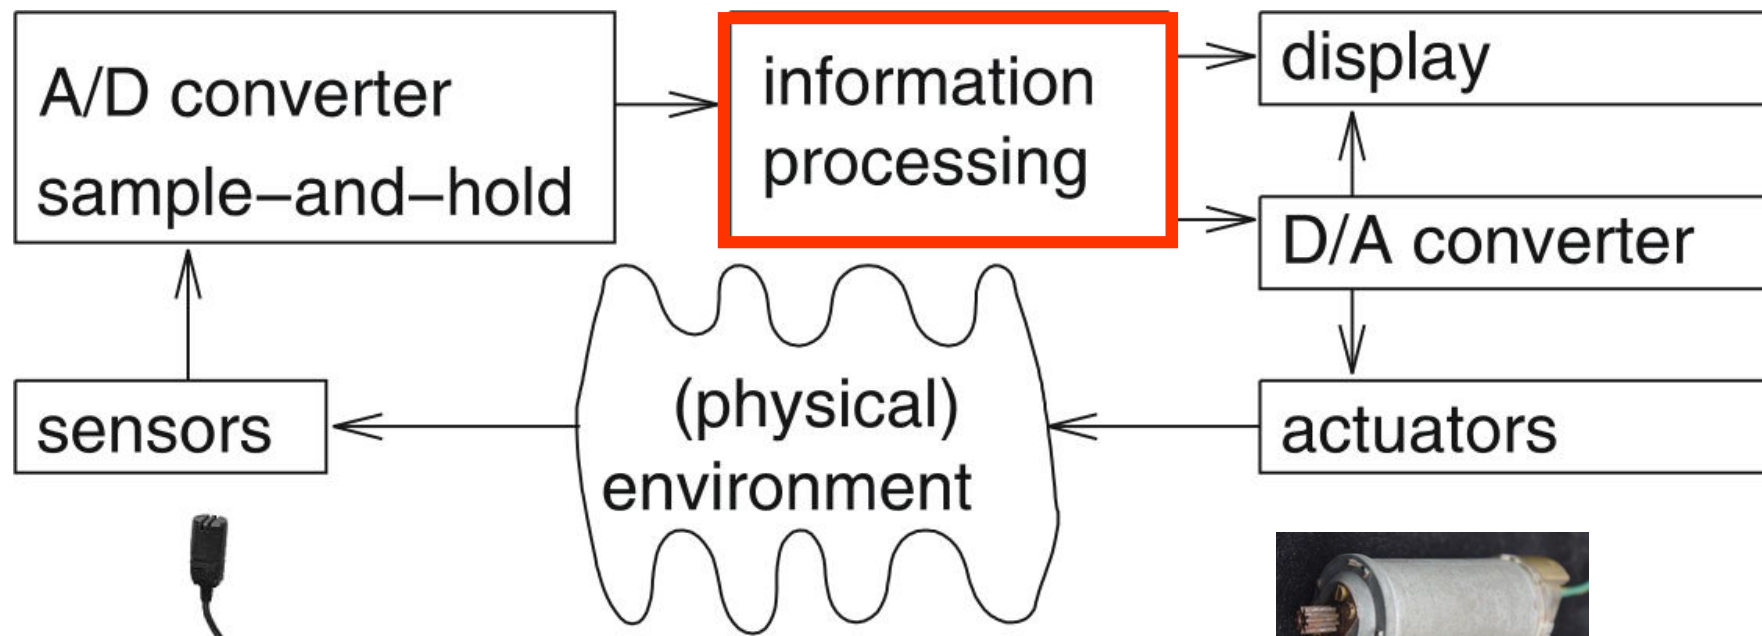 A/D converter
sample–and–hold
information
processing
display
D/A converter
sensors
(physical)
environment
actuators